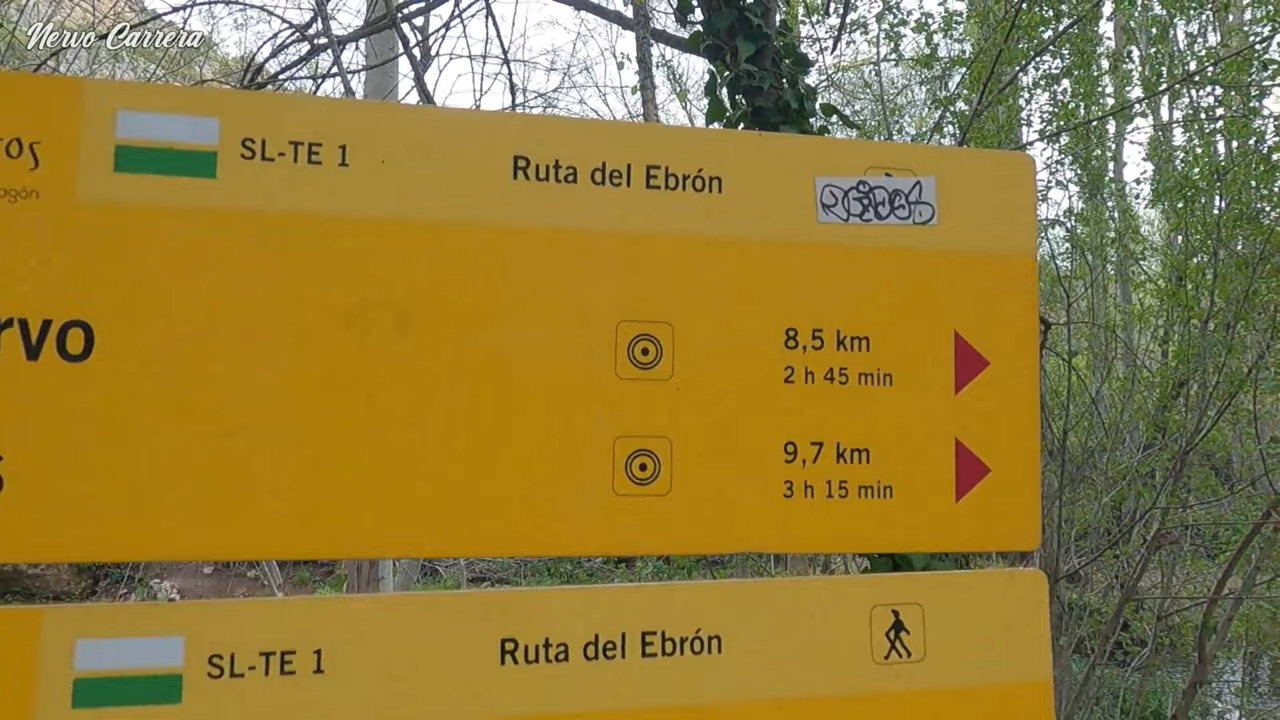 Nervo Carrera
SL-TE 1
Ruta del Ebrón
8,5 km
2 h 45 min
9,7 km
3 h 15 min
SL-TE 1
Ruta del Ebrón